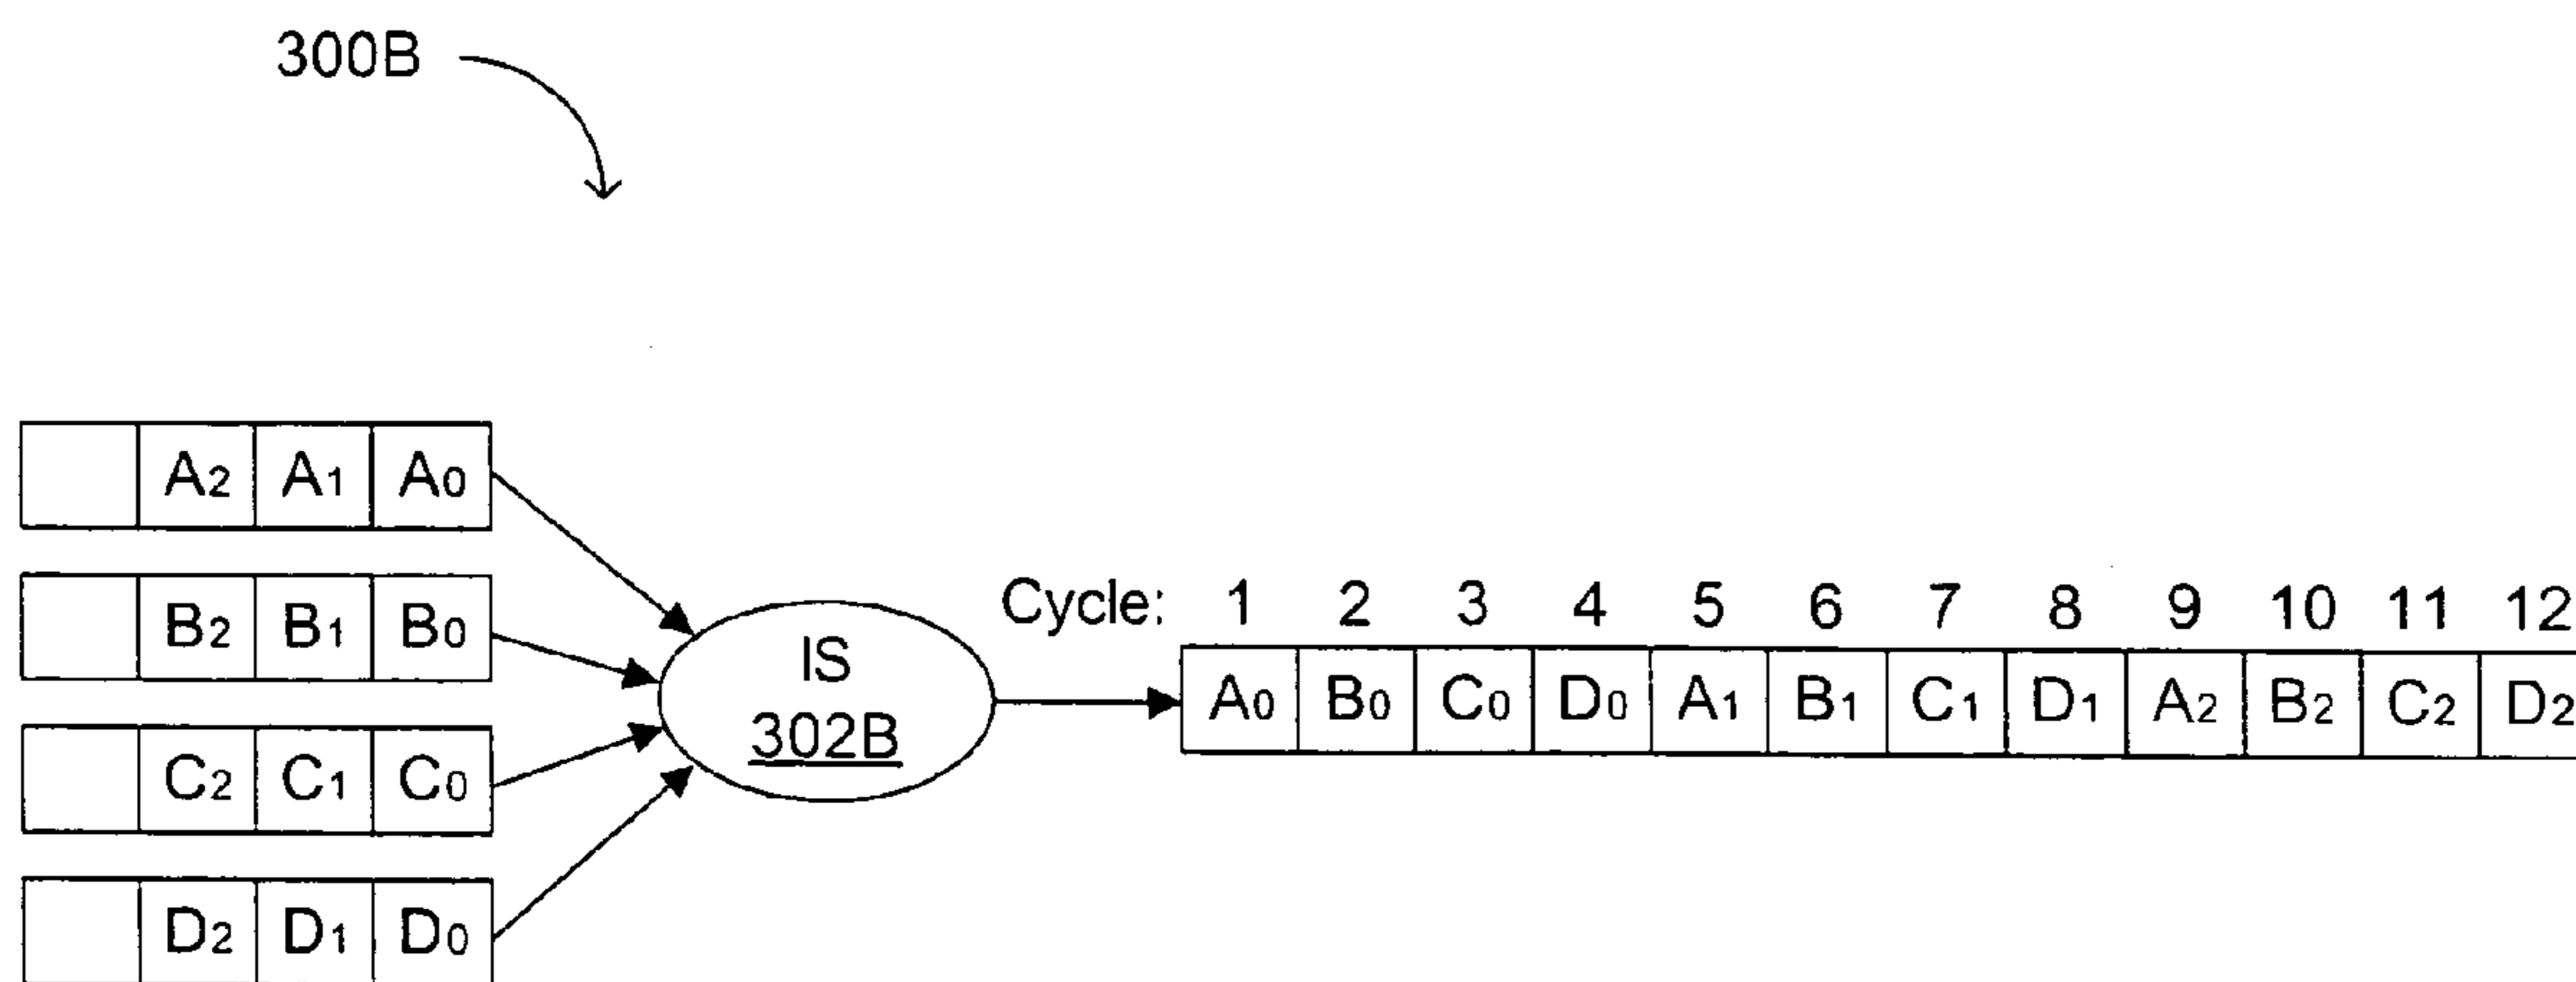 300B
A2 A1 A0
B2 B1 B0
C2 C1 C0
D2 D1 D0
IS
302B
Cycle: 1 2 3 4 5 6 7 8 9 10 11 12
A0 B0 C0 D0 A1 B1 C1 D1 A2 B2 C2 D2